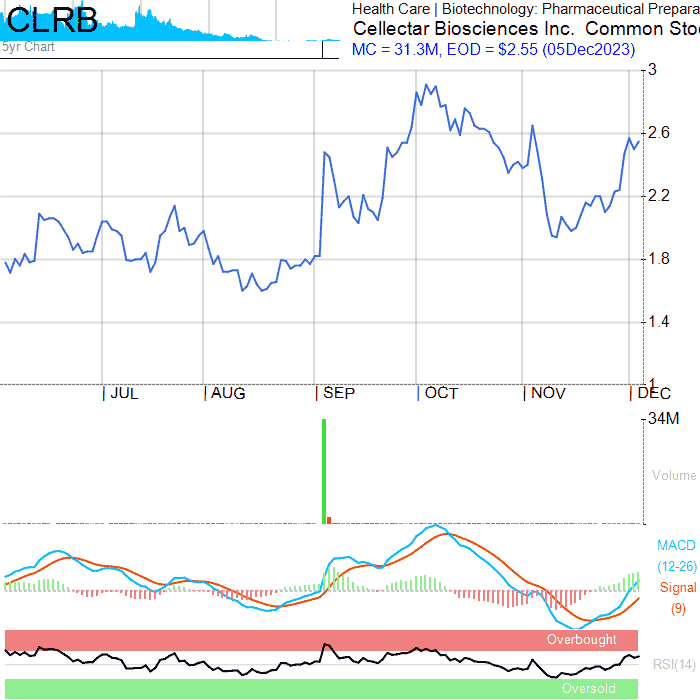 CLRB
5yr Chart
Health Care | Biotechnology: Pharmaceutical Prepara
Cellectar Biosciences Inc. Common Sto
MC = 31.3M, EOD = $2.55 (05Dec2023)
3
2.6
2.2
1.8
1.4
1
JUL
AUG
SEP
OCT
NOV
DEC
34M
Volume
MACD
(12-26)
Signal
(9)
Overbought
RSI(14)
Oversold